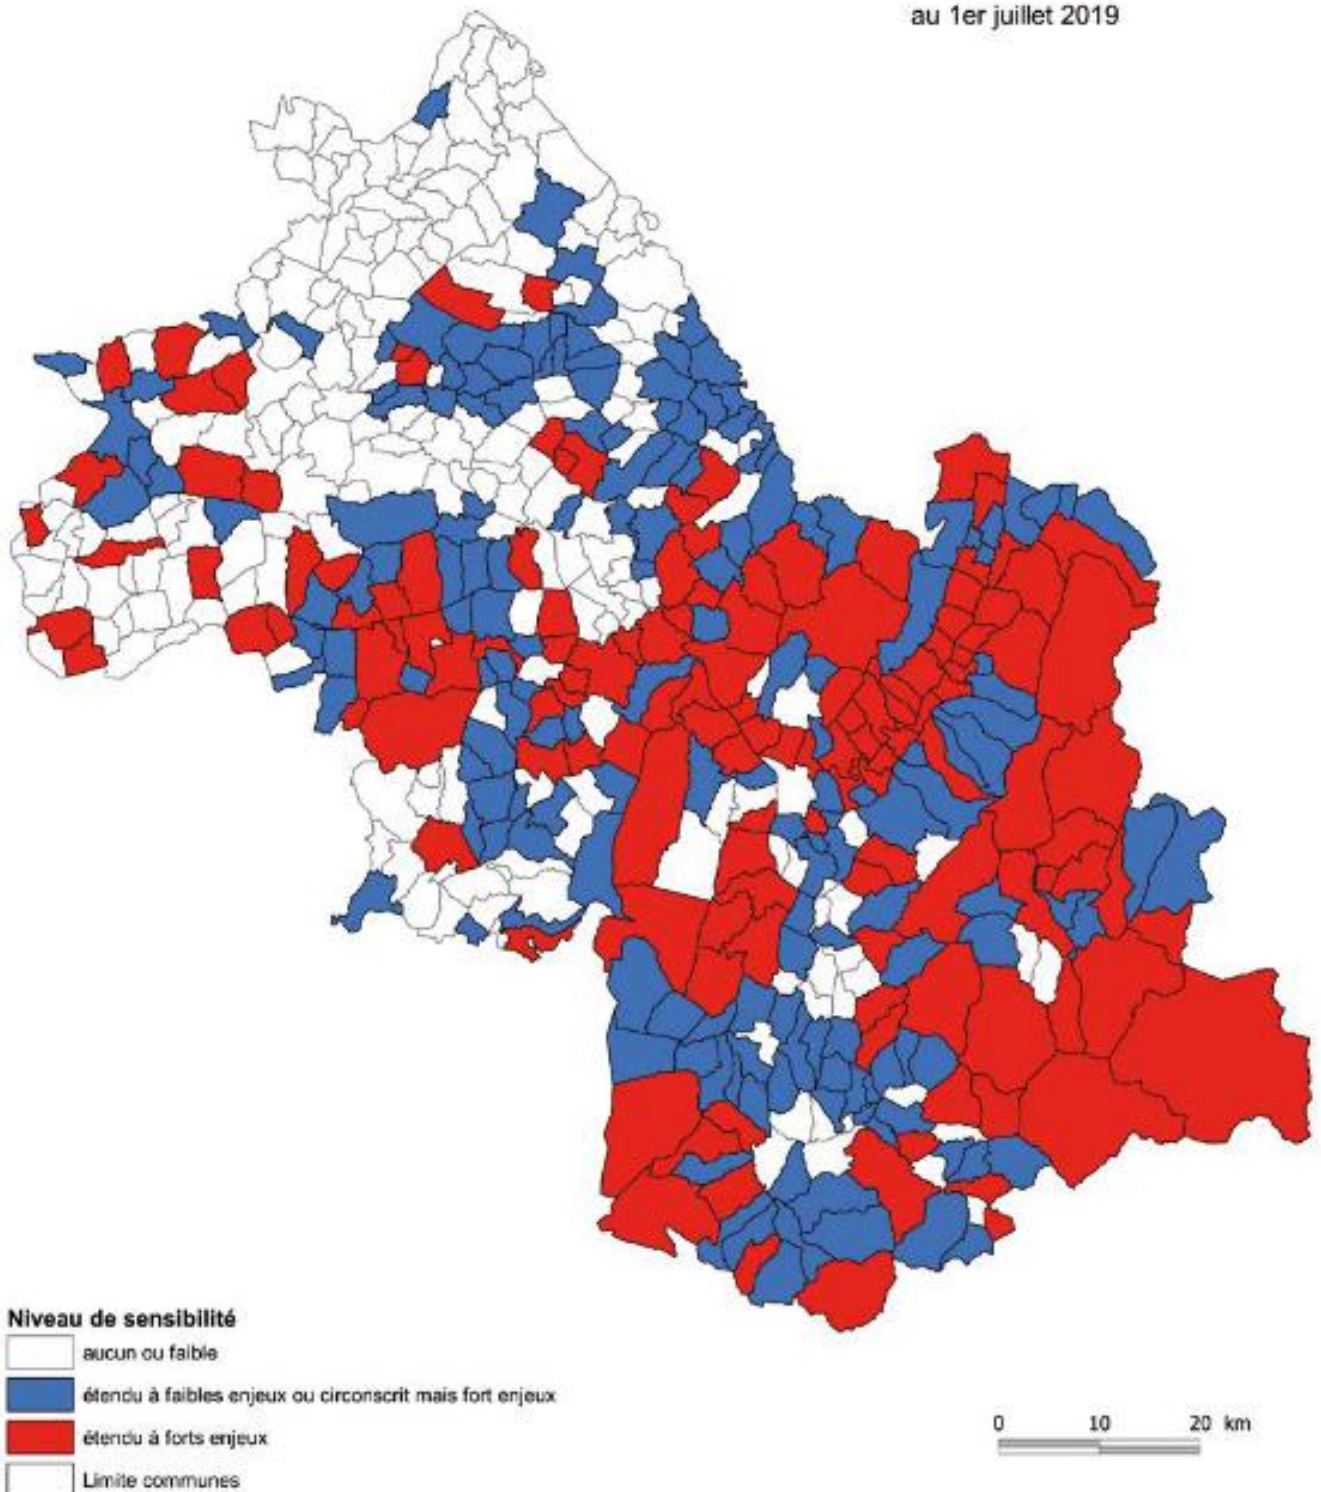 au 1er juillet 2019
Niveau de sensibilité
aucun ou faible
étendu à faibles enjeux ou circonscrit mais fort enjeux
étendu à forts enjeux
Limite communes
0 10 20 km